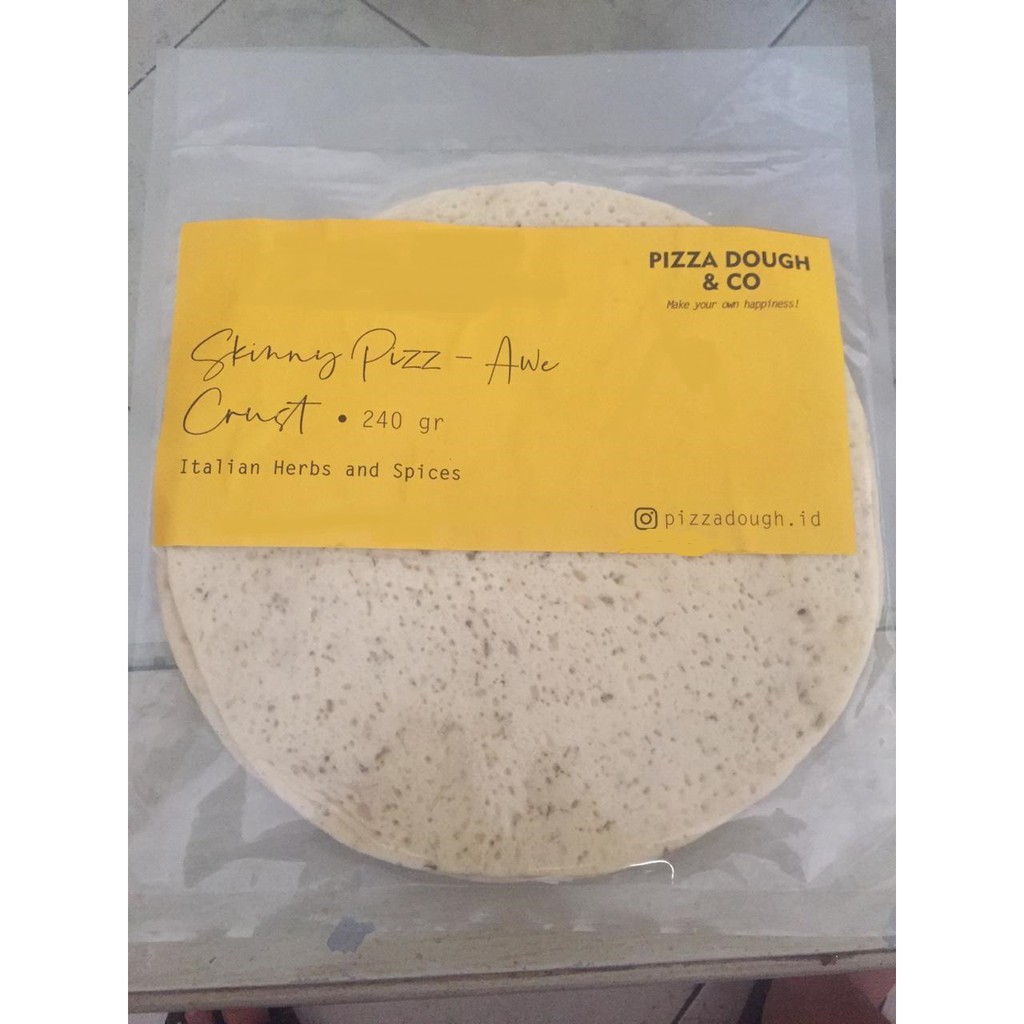 PIZZA DOUGH
& CO
Make your own happiness!
Skinny Pizz - Awe
Crust • 240 gr
Italian Herbs and Spices
pizzadough.id